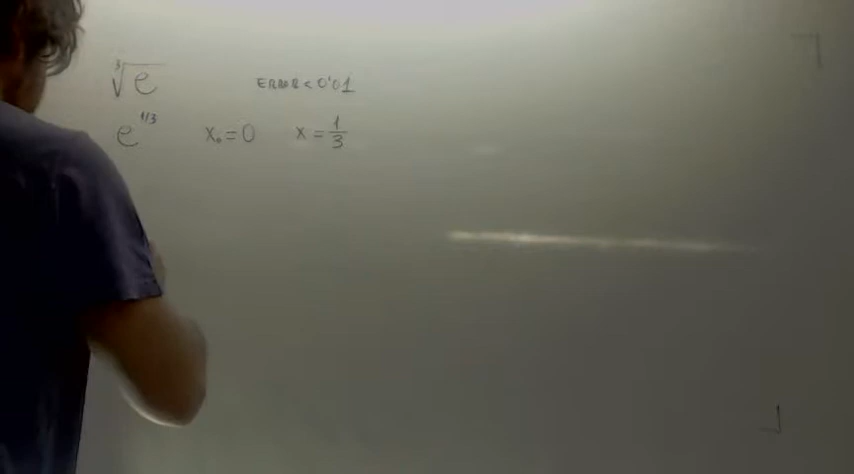 ∛e ERROR < 0'01
e^{1/3} x₀ = 0 x = 1/3